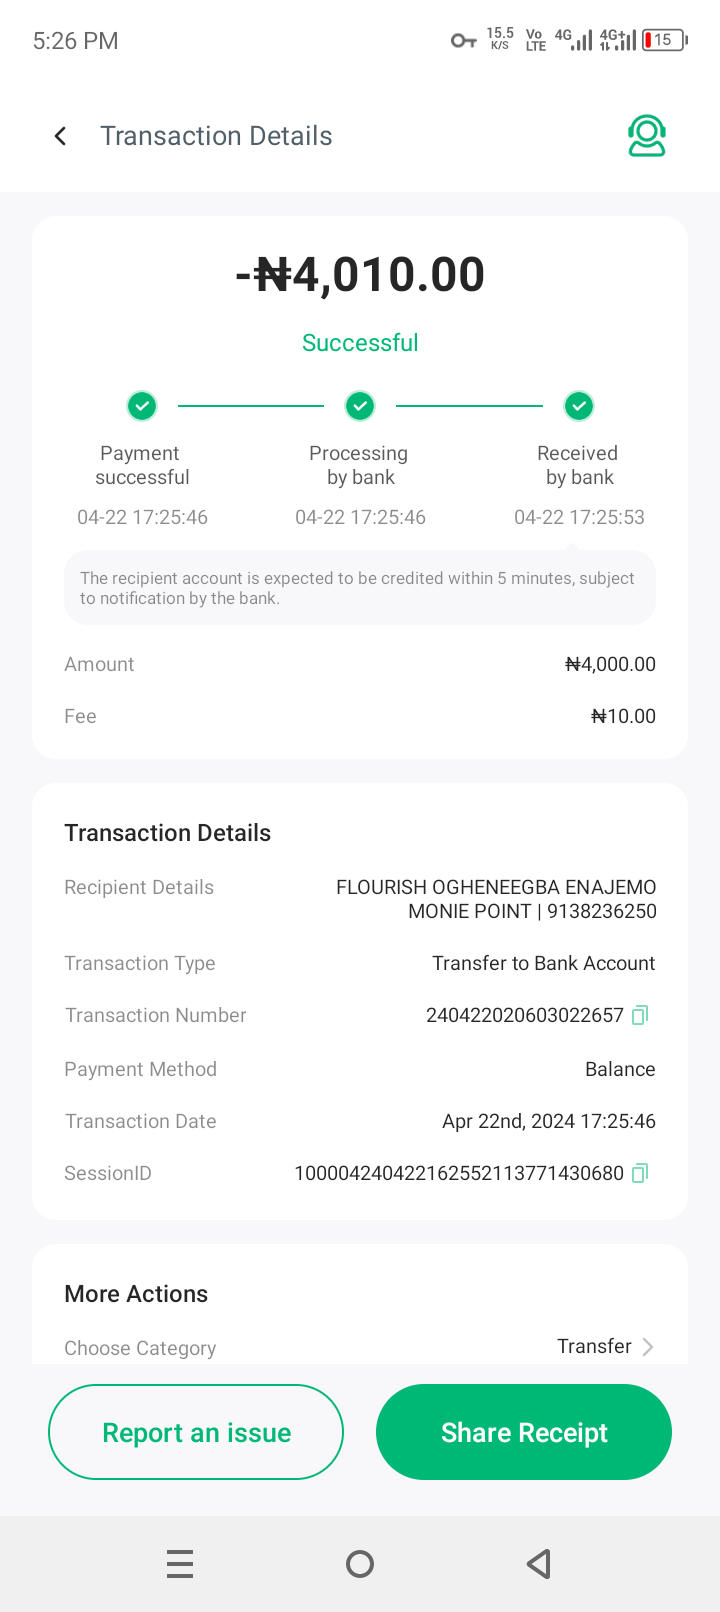 5:26 PM
15.5 K/S Vo LTE 4G 4G+ 15
Transaction Details
-₦4,010.00
Successful
Payment successful
Processing by bank
Received by bank
04-22 17:25:46
04-22 17:25:46
04-22 17:25:53
The recipient account is expected to be credited within 5 minutes, subject
to notification by the bank.
Amount ₦4,000.00
Fee ₦10.00
Transaction Details
Recipient Details FLOURISH OGHENEEGBA ENAJEMO
MONIE POINT | 9138236250
Transaction Type Transfer to Bank Account
Transaction Number 240422020603022657
Payment Method Balance
Transaction Date Apr 22nd, 2024 17:25:46
SessionID 100004240422162552113771430680
More Actions
Choose Category Transfer
Report an issue Share Receipt